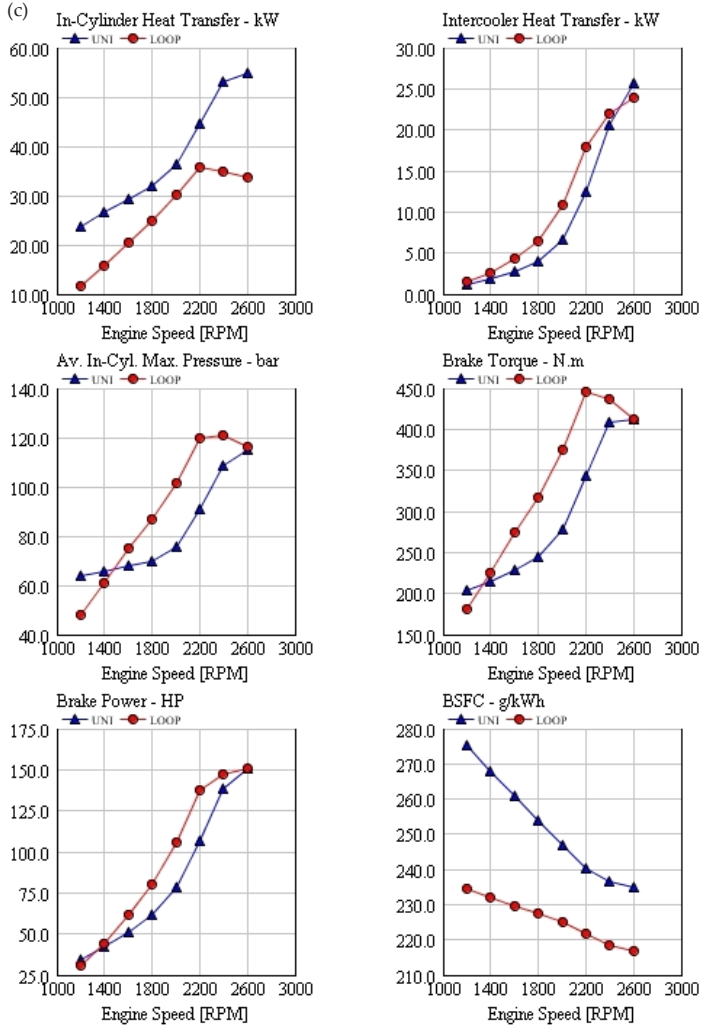 (c)
In-Cylinder Heat Transfer - kW
UNI LOOP
60.00
50.00
40.00
30.00
20.00
10.00
1000 1400 1800 2200 2600 3000
Engine Speed [RPM]
Intercooler Heat Transfer - kW
UNI LOOP
30.00
25.00
20.00
15.00
10.00
5.00
0.00
1000 1400 1800 2200 2600 3000
Engine Speed [RPM]
Av. In-Cyl. Max. Pressure - bar
UNI LOOP
140.0
120.0
100.0
80.0
60.0
40.0
1000 1400 1800 2200 2600 3000
Engine Speed [RPM]
Brake Torque - N.m
UNI LOOP
450.0
400.0
350.0
300.0
250.0
200.0
150.0
1000 1400 1800 2200 2600 3000
Engine Speed [RPM]
Brake Power - HP
UNI LOOP
175.0
150.0
125.0
100.0
75.0
50.0
25.0
1000 1400 1800 2200 2600 3000
Engine Speed [RPM]
BSFC - g/kWh
UNI LOOP
280.0
270.0
260.0
250.0
240.0
230.0
220.0
210.0
1000 1400 1800 2200 2600 3000
Engine Speed [RPM]